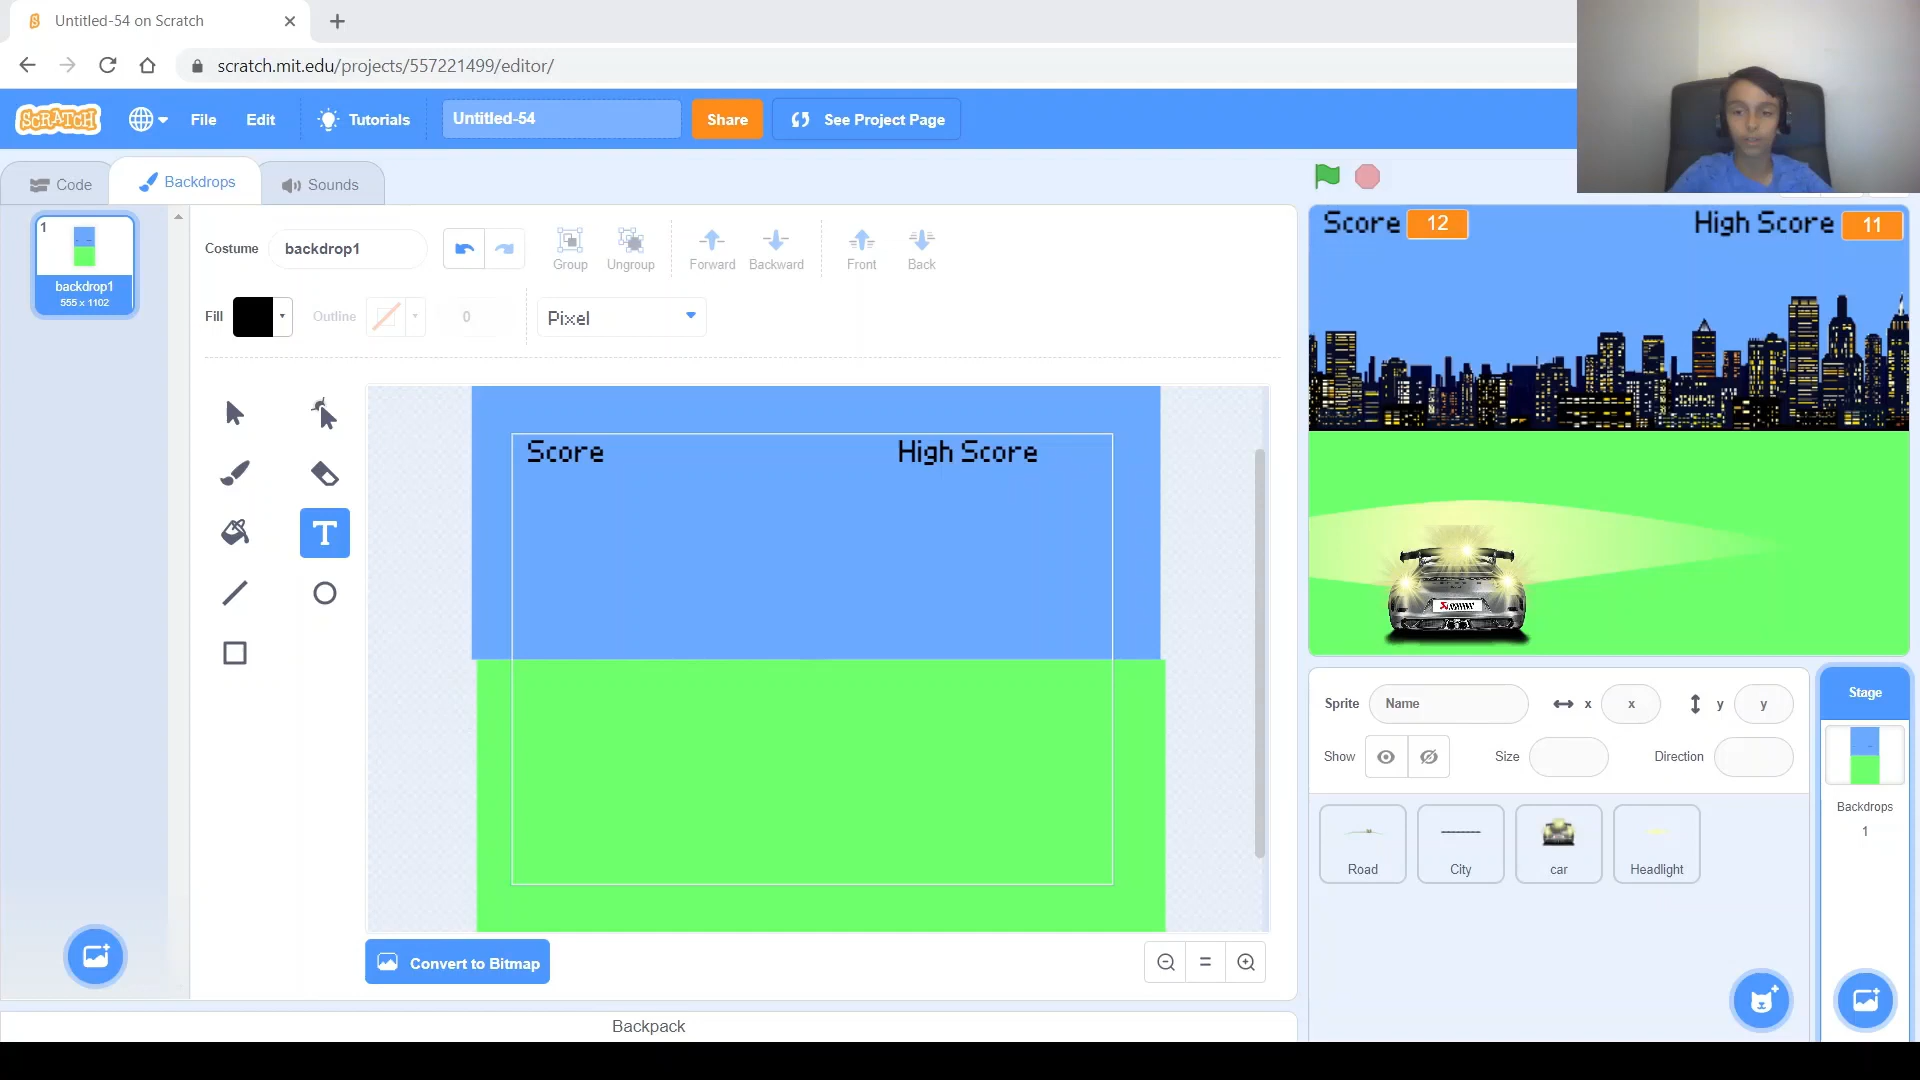 Untitled-54 on Scratch
scratch.mit.edu/projects/557221499/editor/
SCRATCH
File
Edit
Tutorials
Untitled-54
Share
See Project Page
Code
Backdrops
Sounds
1
backdrop1
555 x 1102
Costume
backdrop1
Group
Ungroup
Forward
Backward
Front
Back
Fill
Outline
0
Pixel
T
Score
High Score
Convert to Bitmap
Backpack
Score 12
High Score 11
Sprite
Name
x
x
y
y
Show
Size
Direction
Road
City
car
Headlight
Stage
Backdrops
1